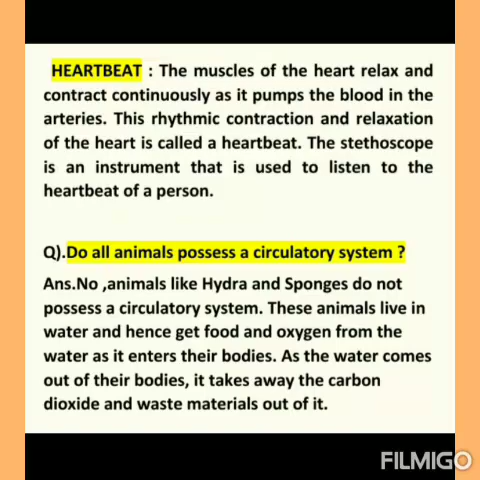 HEARTBEAT : The muscles of the heart relax and
contract continuously as it pumps the blood in the
arteries. This rhythmic contraction and relaxation
of the heart is called a heartbeat. The stethoscope
is an instrument that is used to listen to the
heartbeat of a person.
Q).Do all animals possess a circulatory system ?
Ans.No ,animals like Hydra and Sponges do not
possess a circulatory system. These animals live in
water and hence get food and oxygen from the
water as it enters their bodies. As the water comes
out of their bodies, it takes away the carbon
dioxide and waste materials out of it.
FILMIGO